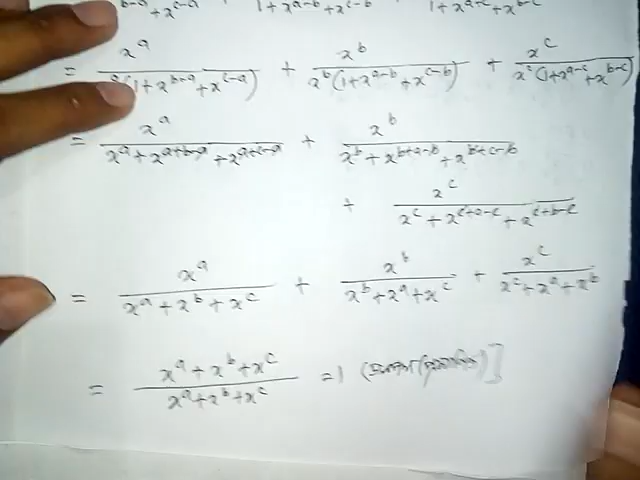 = x^a / x^a(1+x^{b-a}+x^{c-a}) + x^b / x^b(1+x^{a-b}+x^{c-b}) + x^c / x^c(1+x^{a-c}+x^{b-c})
= x^a / x^a+x^{a+b-a}+x^{a+c-a} + x^b / x^b+x^{b+a-b}+x^{b+c-b}
+ x^c / x^c+x^{c+a-c}+x^{c+b-c}
= x^a / x^a+x^b+x^c + x^b / x^b+x^a+x^c + x^c / x^c+x^a+x^b
= x^a+x^b+x^c / x^a+x^b+x^c = 1